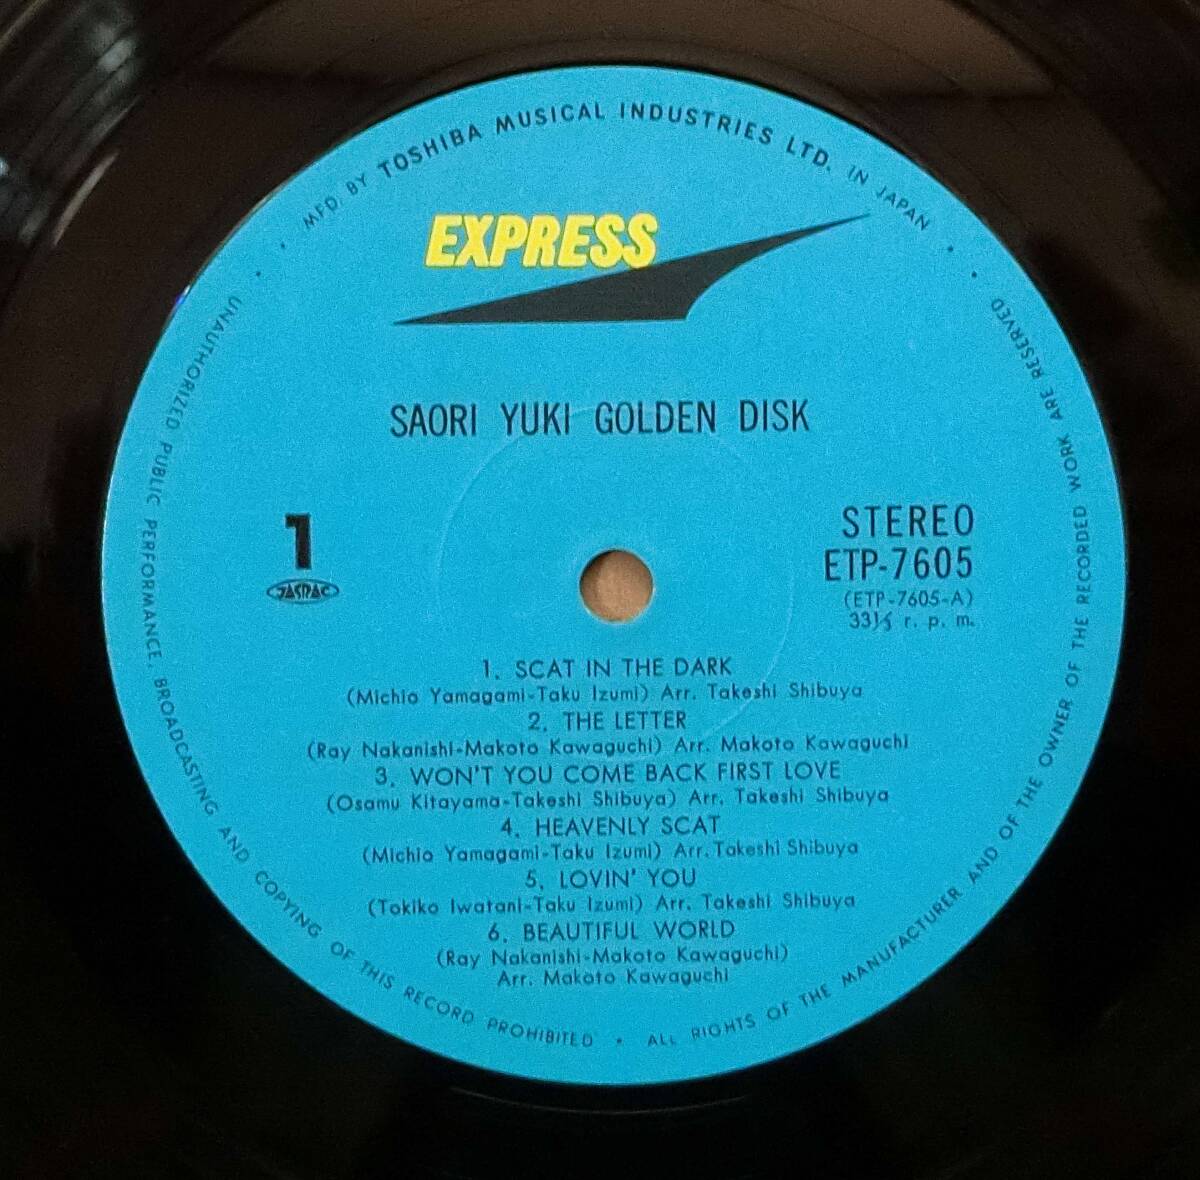 MFD. BY TOSHIBA MUSICAL INDUSTRIES LTD. IN JAPAN
EXPRESS
SAORI YUKI GOLDEN DISK
1
JASRAC
STEREO
ETP-7605
(ETP-7605-A)
33⅓ r. p. m.
1. SCAT IN THE DARK
(Michio Yamagami-Taku Izumi) Arr. Takeshi Shibuya
2. THE LETTER
(Ray Nakanishi-Makoto Kawaguchi) Arr. Makoto Kawaguchi
3. WON'T YOU COME BACK FIRST LOVE
(Osamu Kitayama-Takeshi Shibuya) Arr. Takeshi Shibuya
4. HEAVENLY SCAT
(Michio Yamagami-Taku Izumi) Arr. Takeshi Shibuya
5. LOVIN' YOU
(Tokiko Iwatani-Taku Izumi) Arr. Takeshi Shibuya
6. BEAUTIFUL WORLD
(Ray Nakanishi-Makoto Kawaguchi)
Arr. Makoto Kawaguchi
UNAUTHORIZED PUBLIC PERFORMANCE, BROADCASTING AND COPYING OF THIS RECORD PROHIBITED • ALL RIGHTS OF THE MANUFACTURER AND OF THE OWNER OF THE RECORDED WORK ARE RESERVED